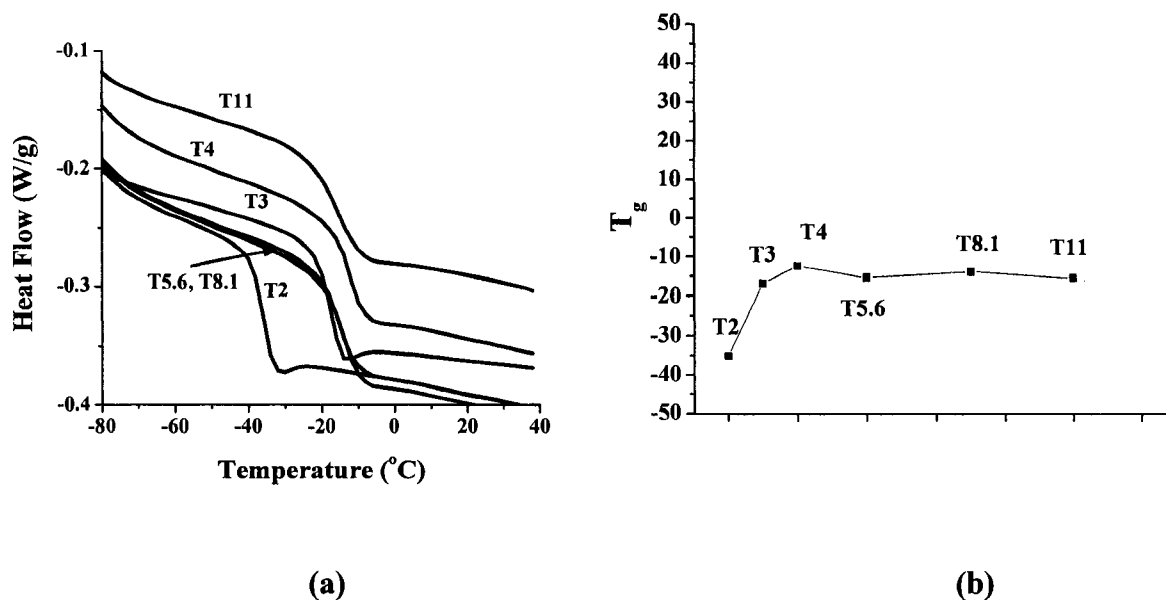 -0.1
-0.2
-0.3
-0.4
Heat Flow (W/g)
T11
T4
T3
T5.6, T8.1
T2
-80 -60 -40 -20 0 20 40
Temperature (°C)
(a)
50
40
30
20
10
0
-10
-20
-30
-40
-50
Tg
T2
T3
T4
T5.6
T8.1
T11
(b)